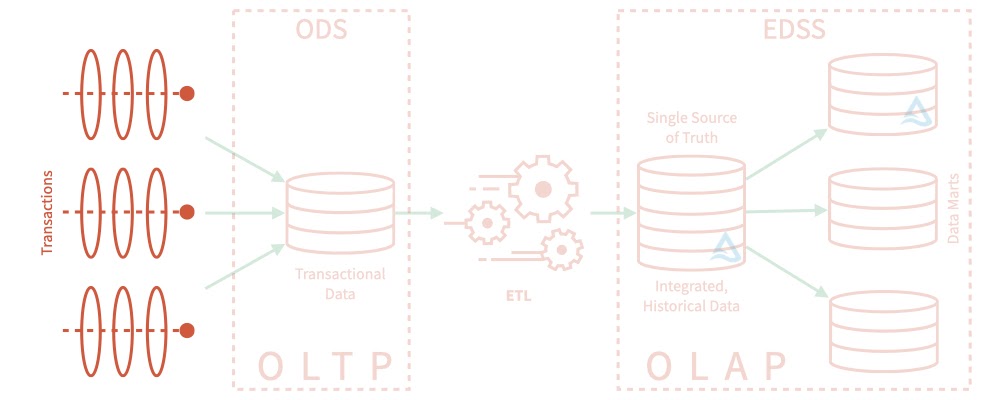 Transactions
ODS
Transactional
Data
OLTP
ETL
EDSS
Single Source
of Truth
Integrated,
Historical Data
OLAP
Data Marts